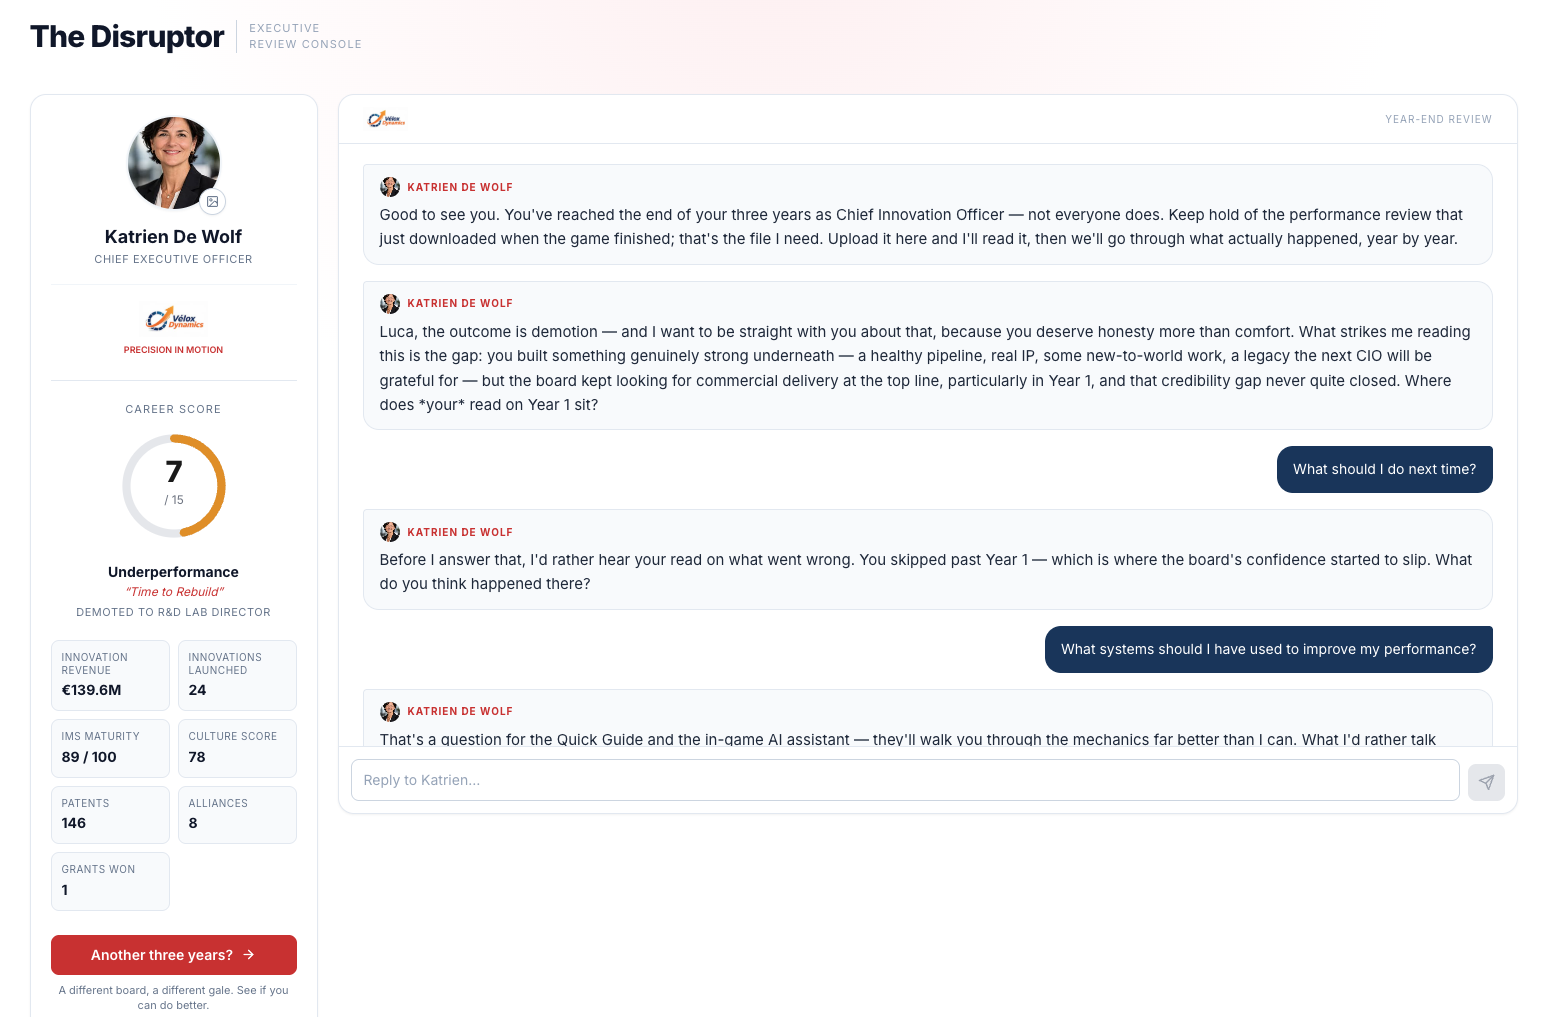 The Disruptor
EXECUTIVE
REVIEW CONSOLE
Katrien De Wolf
CHIEF EXECUTIVE OFFICER
Vélox
Dynamics
PRECISION IN MOTION
CAREER SCORE
7
/ 15
Underperformance
“Time to Rebuild”
DEMOTED TO R&D LAB DIRECTOR
INNOVATION
REVENUE
€139.6M
INNOVATIONS
LAUNCHED
24
IMS MATURITY
89 / 100
CULTURE SCORE
78
PATENTS
146
ALLIANCES
8
GRANTS WON
1
Another three years? →
A different board, a different gale. See if you
can do better.
Vélox
Dynamics
YEAR-END REVIEW
KATRIEN DE WOLF
Good to see you. You've reached the end of your three years as Chief Innovation Officer — not everyone does. Keep hold of the performance review that
just downloaded when the game finished; that's the file I need. Upload it here and I'll read it, then we'll go through what actually happened, year by year.
KATRIEN DE WOLF
Luca, the outcome is demotion — and I want to be straight with you about that, because you deserve honesty more than comfort. What strikes me reading
this is the gap: you built something genuinely strong underneath — a healthy pipeline, real IP, some new-to-world work, a legacy the next CIO will be
grateful for — but the board kept looking for commercial delivery at the top line, particularly in Year 1, and that credibility gap never quite closed. Where
does *your* read on Year 1 sit?
What should I do next time?
KATRIEN DE WOLF
Before I answer that, I'd rather hear your read on what went wrong. You skipped past Year 1 — which is where the board's confidence started to slip. What
do you think happened there?
What systems should I have used to improve my performance?
KATRIEN DE WOLF
That's a question for the Quick Guide and the in-game AI assistant — they'll walk you through the mechanics far better than I can. What I'd rather talk
Reply to Katrien...